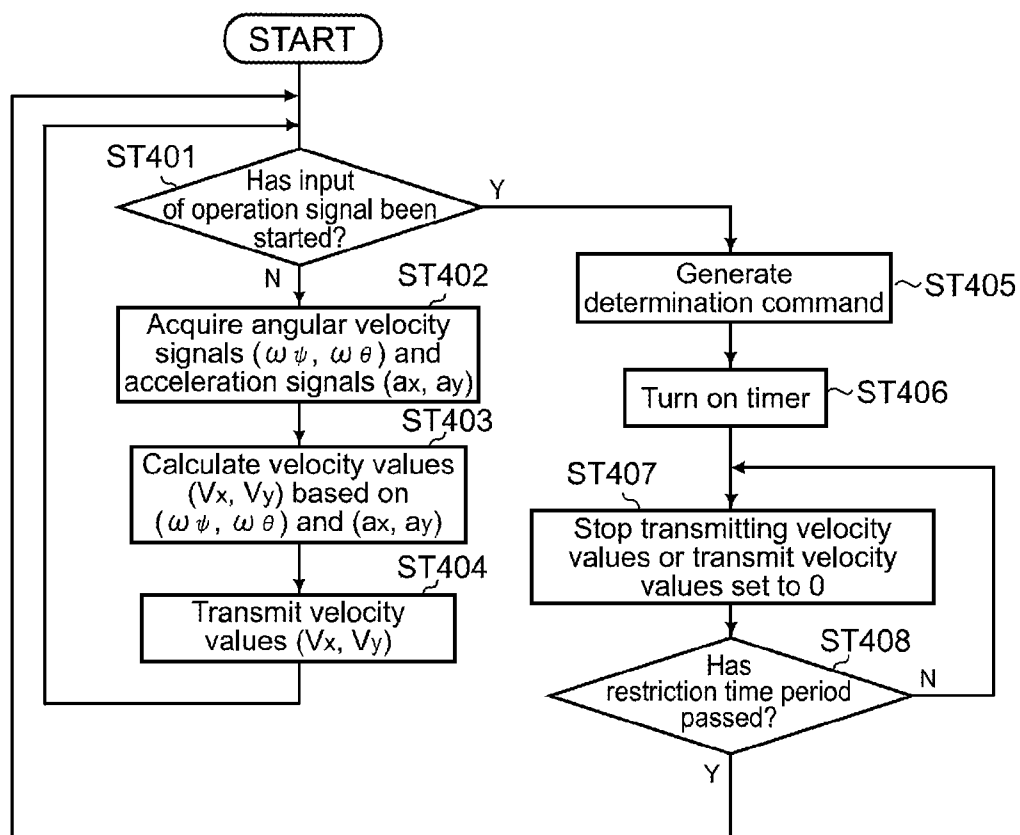 START
ST401
Has input
of operation signal been
started?
Y
N
ST402
Acquire angular velocity
signals (ωψ, ωθ) and
acceleration signals (ax, ay)
ST403
Calculate velocity values
(Vx, Vy) based on
(ωψ, ωθ) and (ax, ay)
ST404
Transmit velocity
values (Vx, Vy)
Generate
determination command
ST405
Turn on timer
ST406
ST407
Stop transmitting velocity
values or transmit velocity
values set to 0
ST408
Has
restriction time period
passed?
N
Y